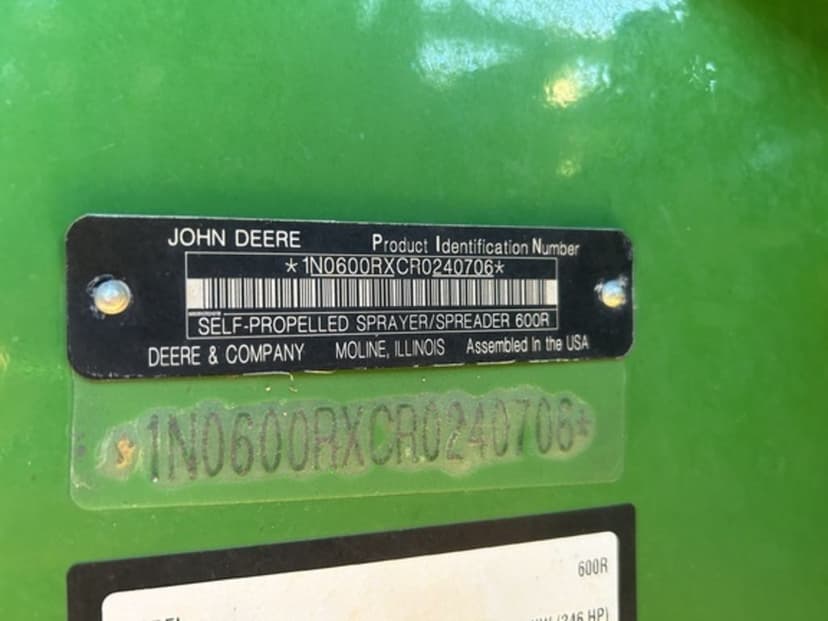 JOHN DEERE Product Identification Number
*1N0600RXCR0240706*
SELF-PROPELLED SPRAYER/SPREADER 600R
DEERE & COMPANY MOLINE, ILLINOIS Assembled In the USA
*1N0600RXCR0240706*
600R
(246 HP)